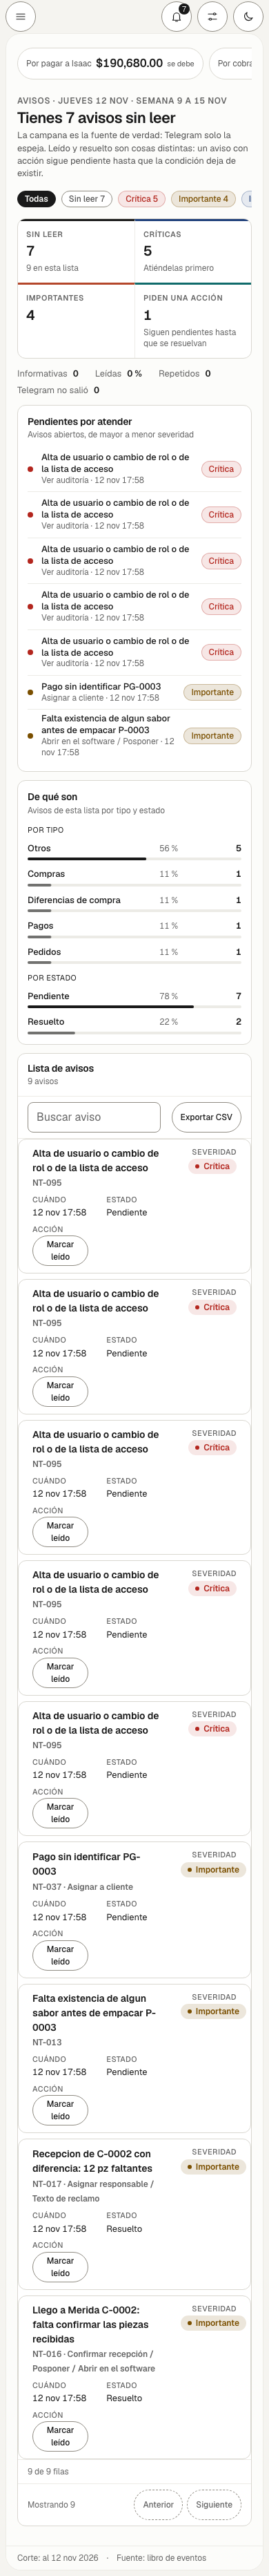 7
Por pagar a Isaac $190,680.00 se debe
Por cobra
AVISOS · JUEVES 12 NOV · SEMANA 9 A 15 NOV
Tienes 7 avisos sin leer
La campana es la fuente de verdad: Telegram solo la
espeja. Leído y resuelto son cosas distintas: un aviso con
acción sigue pendiente hasta que la condición deja de
existir.
Todas
Sin leer 7
Crítica 5
Importante 4
SIN LEER
7
9 en esta lista
CRÍTICAS
5
Atiéndelas primero
IMPORTANTES
4
PIDEN UNA ACCIÓN
1
Siguen pendientes hasta
que se resuelvan
Informativas 0
Leídas 0 %
Repetidos 0
Telegram no salió 0
Pendientes por atender
Avisos abiertos, de mayor a menor severidad
Alta de usuario o cambio de rol o de
la lista de acceso
Ver auditoría · 12 nov 17:58
Crítica
Alta de usuario o cambio de rol o de
la lista de acceso
Ver auditoría · 12 nov 17:58
Crítica
Alta de usuario o cambio de rol o de
la lista de acceso
Ver auditoría · 12 nov 17:58
Crítica
Alta de usuario o cambio de rol o de
la lista de acceso
Ver auditoría · 12 nov 17:58
Crítica
Alta de usuario o cambio de rol o de
la lista de acceso
Ver auditoría · 12 nov 17:58
Crítica
Pago sin identificar PG-0003
Asignar a cliente · 12 nov 17:58
Importante
Falta existencia de algun sabor
antes de empacar P-0003
Abrir en el software / Posponer · 12
nov 17:58
Importante
De qué son
Avisos de esta lista por tipo y estado
POR TIPO
Otros 56 % 5
Compras 11 % 1
Diferencias de compra 11 % 1
Pagos 11 % 1
Pedidos 11 % 1
POR ESTADO
Pendiente 78 % 7
Resuelto 22 % 2
Lista de avisos
9 avisos
Buscar aviso
Exportar CSV
Alta de usuario o cambio de
rol o de la lista de acceso
NT-095
SEVERIDAD
Crítica
CUÁNDO
12 nov 17:58
ESTADO
Pendiente
ACCIÓN
Marcar
leído
Alta de usuario o cambio de
rol o de la lista de acceso
NT-095
SEVERIDAD
Crítica
CUÁNDO
12 nov 17:58
ESTADO
Pendiente
ACCIÓN
Marcar
leído
Alta de usuario o cambio de
rol o de la lista de acceso
NT-095
SEVERIDAD
Crítica
CUÁNDO
12 nov 17:58
ESTADO
Pendiente
ACCIÓN
Marcar
leído
Alta de usuario o cambio de
rol o de la lista de acceso
NT-095
SEVERIDAD
Crítica
CUÁNDO
12 nov 17:58
ESTADO
Pendiente
ACCIÓN
Marcar
leído
Alta de usuario o cambio de
rol o de la lista de acceso
NT-095
SEVERIDAD
Crítica
CUÁNDO
12 nov 17:58
ESTADO
Pendiente
ACCIÓN
Marcar
leído
Pago sin identificar PG-
0003
NT-037 · Asignar a cliente
SEVERIDAD
Importante
CUÁNDO
12 nov 17:58
ESTADO
Pendiente
ACCIÓN
Marcar
leído
Falta existencia de algun
sabor antes de empacar P-
0003
NT-013
SEVERIDAD
Importante
CUÁNDO
12 nov 17:58
ESTADO
Pendiente
ACCIÓN
Marcar
leído
Recepcion de C-0002 con
diferencia: 12 pz faltantes
NT-017 · Asignar responsable /
Texto de reclamo
SEVERIDAD
Importante
CUÁNDO
12 nov 17:58
ESTADO
Resuelto
ACCIÓN
Marcar
leído
Llego a Merida C-0002:
falta confirmar las piezas
recibidas
NT-016 · Confirmar recepción /
Posponer / Abrir en el software
SEVERIDAD
Importante
CUÁNDO
12 nov 17:58
ESTADO
Resuelto
ACCIÓN
Marcar
leído
9 de 9 filas
Mostrando 9
Anterior
Siguiente
Corte: al 12 nov 2026 · Fuente: libro de eventos